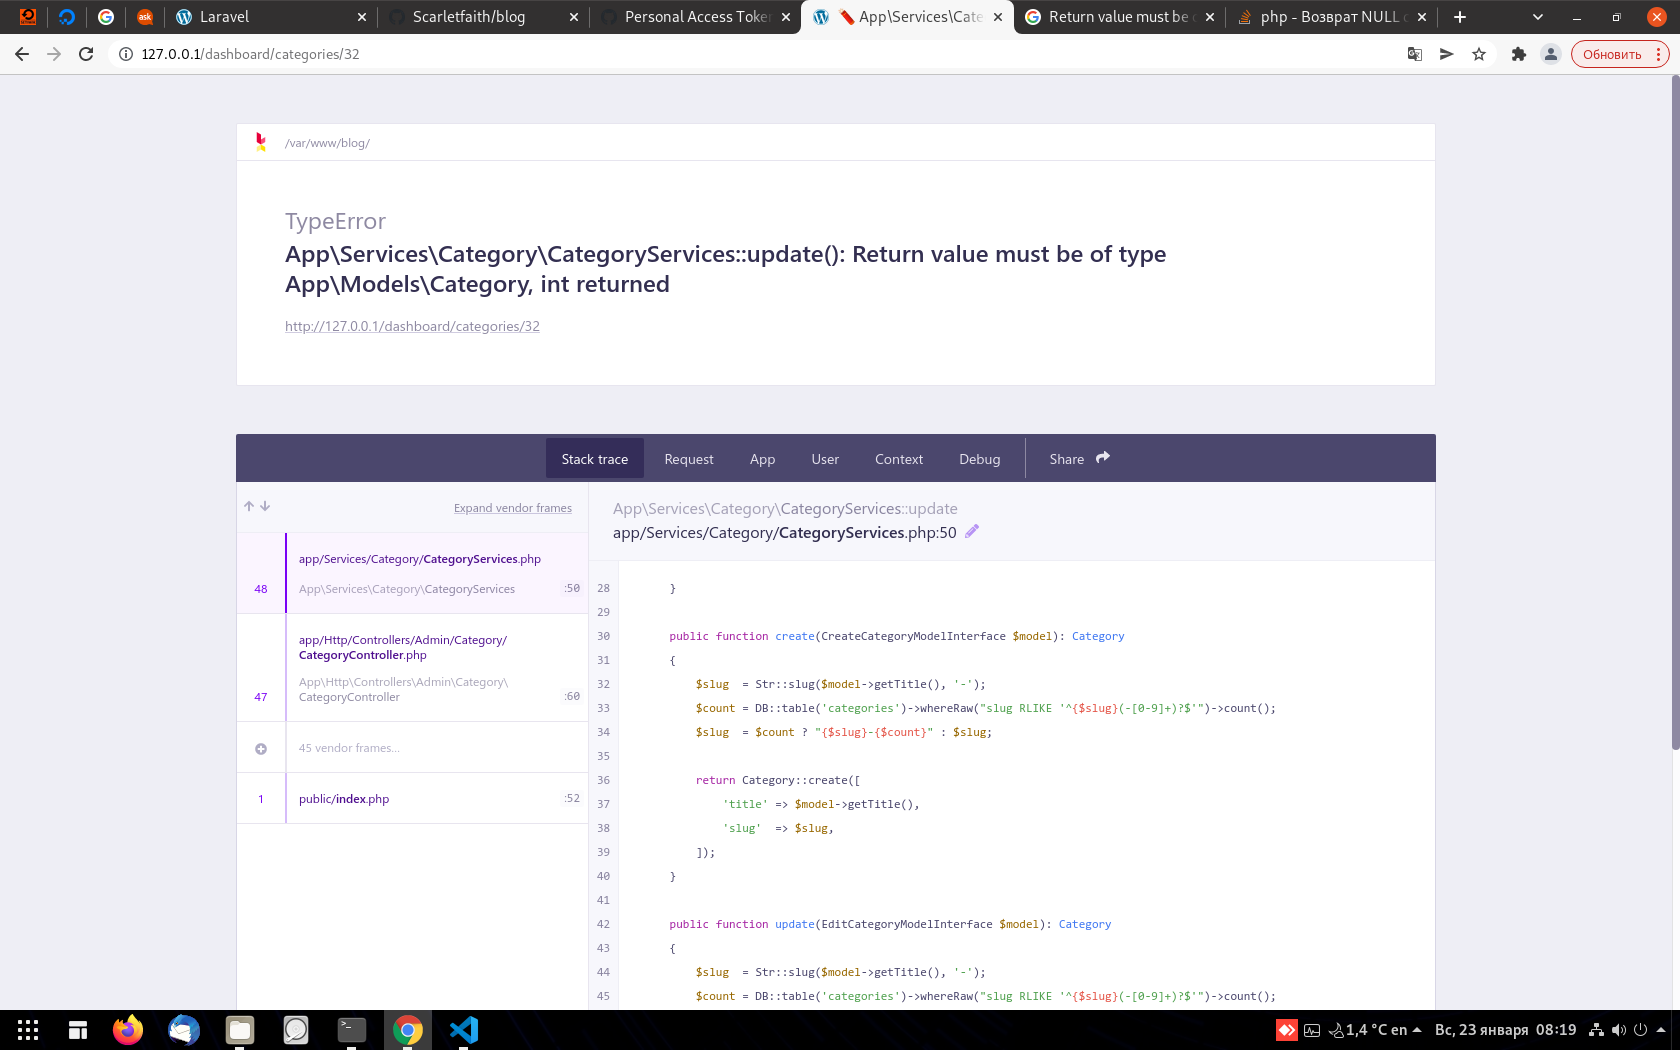 Laravel
Scarletfaith/blog
Personal Access Token
App\Services\Cate
Return value must be
php - Возврат NULL
127.0.0.1/dashboard/categories/32
Обновить
/var/www/blog/
TypeError
App\Services\Category\CategoryServices::update(): Return value must be of type
App\Models\Category, int returned
http://127.0.0.1/dashboard/categories/32
Stack trace
Request
App
User
Context
Debug
Share
Expand vendor frames
app/Services/Category/CategoryServices.php
48
App\Services\Category\CategoryServices
:50
app/Http/Controllers/Admin/Category/
CategoryController.php
App\Http\Controllers\Admin\Category\
47
CategoryController
:60
45 vendor frames...
1
public/index.php
:52
App\Services\Category\CategoryServices::update
app/Services/Category/CategoryServices.php:50
28 }
29
30 public function create(CreateCategoryModelInterface $model): Category
31 {
32 $slug  = Str::slug($model->getTitle(), '-');
33 $count = DB::table('categories')->whereRaw("slug RLIKE '^{$slug}(-[0-9]+)?$'")->count();
34 $slug  = $count ? "{$slug}-{$count}" : $slug;
35
36 return Category::create([
37 'title' => $model->getTitle(),
38 'slug'  => $slug,
39 ]);
40 }
41
42 public function update(EditCategoryModelInterface $model): Category
43 {
44 $slug  = Str::slug($model->getTitle(), '-');
45 $count = DB::table('categories')->whereRaw("slug RLIKE '^{$slug}(-[0-9]+)?$'")->count();
1,4 °C
en
Вс, 23 января 08:19